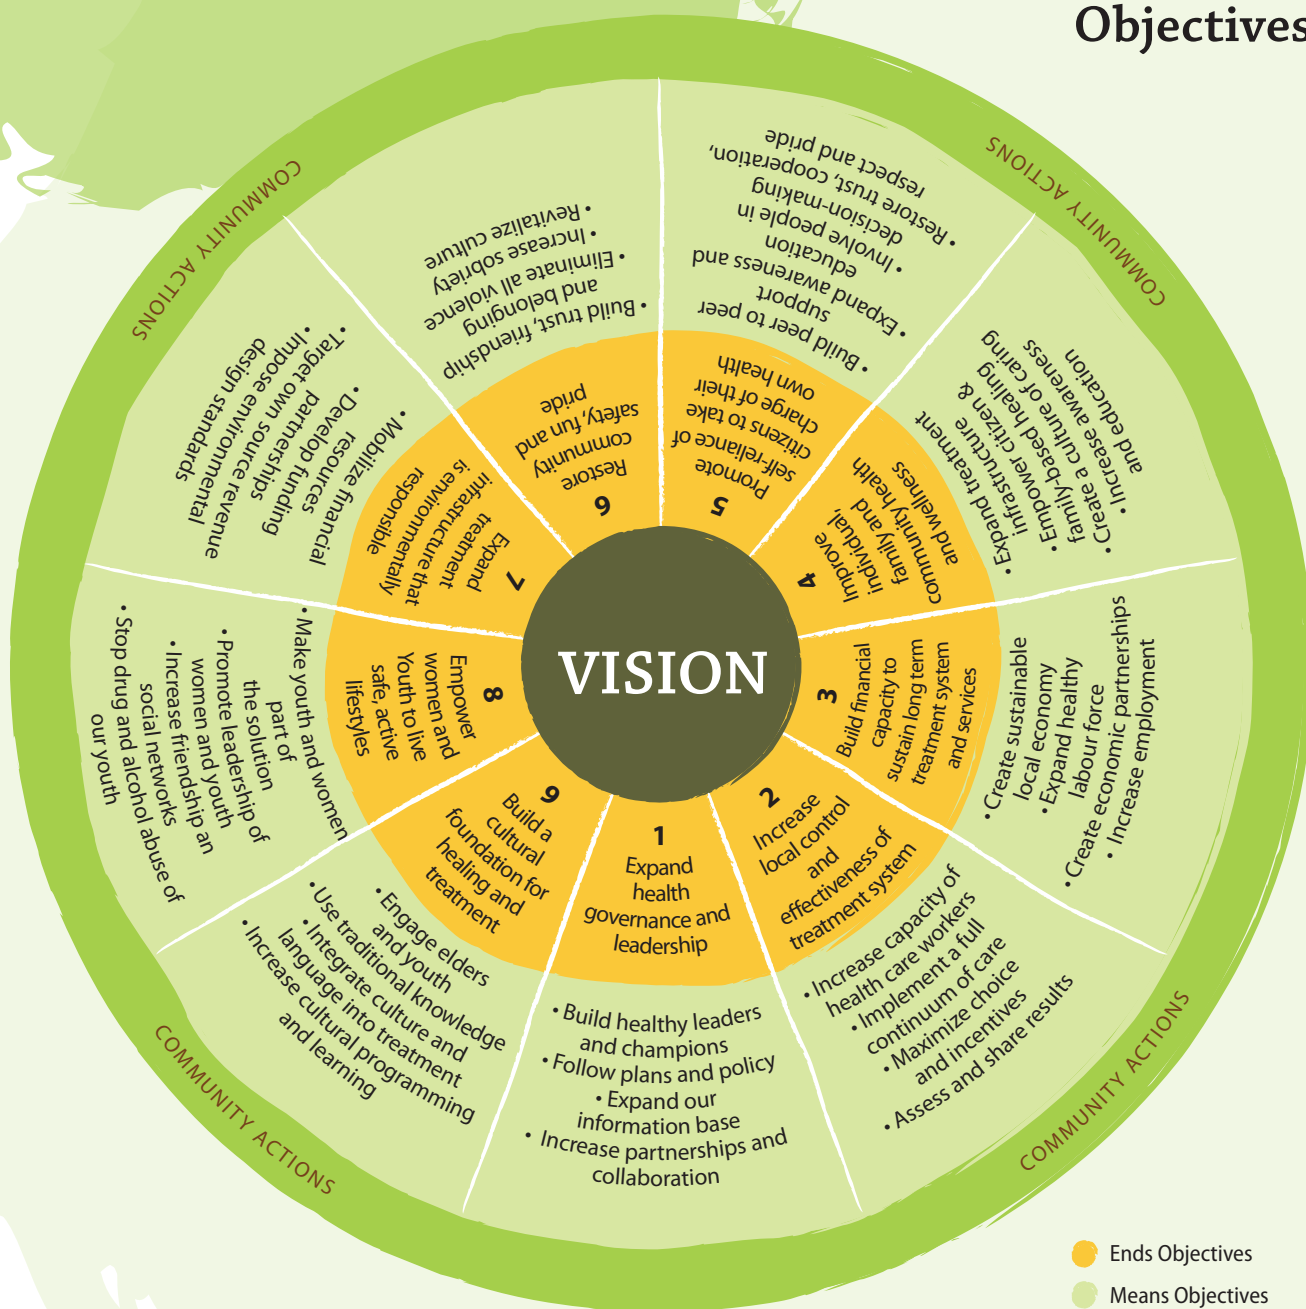 Objectives
COMMUNITY ACTIONS
COMMUNITY ACTIONS
COMMUNITY ACTIONS
COMMUNITY ACTIONS
VISION
1
Expand
health
governance and
leadership
• Build healthy leaders
and champions
• Follow plans and policy
• Expand our
information base
• Increase partnerships and
collaboration
2
Increase
local control
and
effectiveness of
treatment system
• Increase capacity of
health care workers
• Implement a full
continuum of care
• Maximize choice
and incentives
• Assess and share results
3
Build financial
capacity to
sustain long term
treatment system
and services
• Create sustainable
local economy
• Expand healthy
labour force
• Create economic partnerships
• Increase employment
4
Improve
individual,
family and
community health
and wellness
• Expand treatment
infrastructure
• Empower citizen &
family-based healing
• Create a culture of caring
• Increase awareness
and education
5
Promote
self-reliance of
citizens to take
charge of their
own health
• Build peer to peer
support
• Expand awareness and
education
• Involve people in
decision-making
• Restore trust, cooperation,
respect and pride
6
Restore
community
safety, fun and
pride
• Build trust, friendship
and belonging
• Eliminate all violence
• Increase sobriety
• Revitalize culture
7
Expand
treatment
infrastructure that
is environmentally
responsible
• Mobilize financial
resources
• Develop funding
partnerships
• Target own source revenue
• Impose environmental
design standards
8
Empower
women and
Youth to live
safe, active
lifestyles
• Make youth and women
part of
the solution
• Promote leadership of
women and youth
• Increase friendship an
social networks
• Stop drug and alcohol abuse of
our youth
9
Build a
cultural
foundation for
healing and
treatment
• Engage elders
and youth
• Use traditional knowledge
• Integrate culture and
language into treatment
• Increase cultural programming
and learning
Ends Objectives
Means Objectives